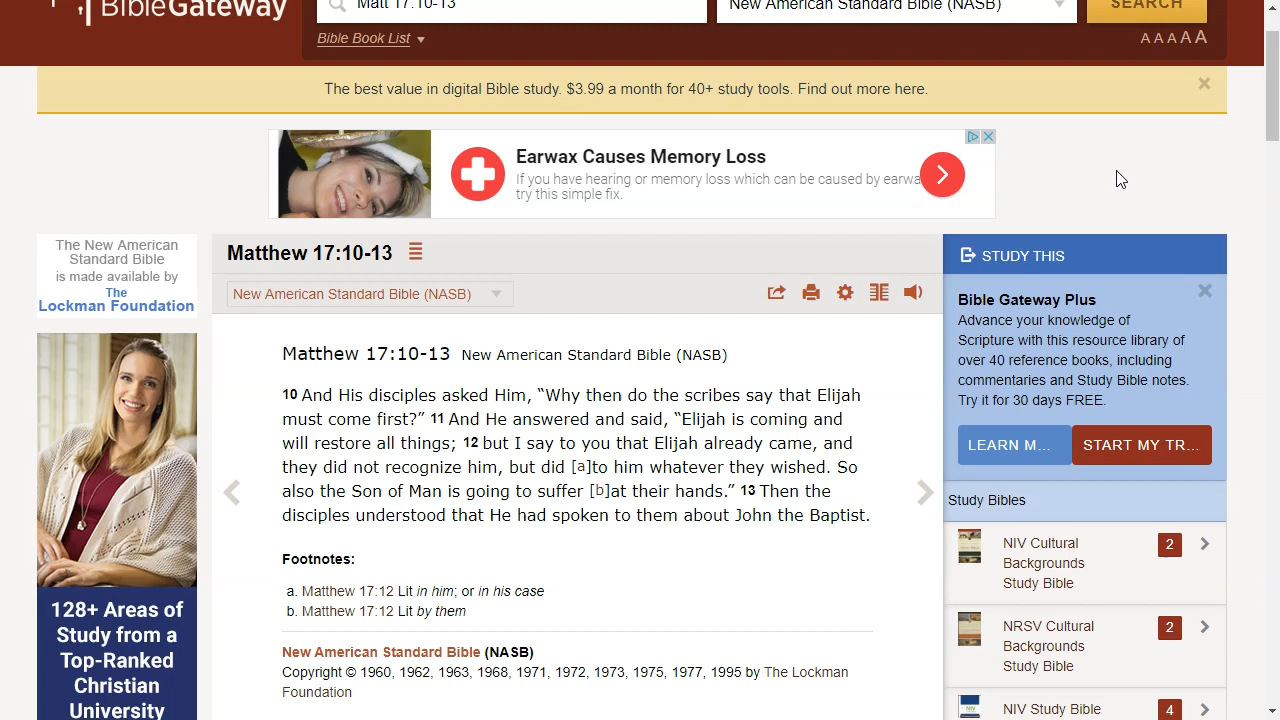 BibleGateway
Matt 17:10-13
New American Standard Bible (NASB)
SEARCH
Bible Book List
A A A A A
The best value in digital Bible study. $3.99 a month for 40+ study tools. Find out more here.
Earwax Causes Memory Loss
If you have hearing or memory loss which can be caused by earwa
try this simple fix.
The New American
Standard Bible
is made available by
The
Lockman Foundation
Matthew 17:10-13
New American Standard Bible (NASB)
Matthew 17:10-13 New American Standard Bible (NASB)
10 And His disciples asked Him, “Why then do the scribes say that Elijah
must come first?” 11 And He answered and said, “Elijah is coming and
will restore all things; 12 but I say to you that Elijah already came, and
they did not recognize him, but did [a]to him whatever they wished. So
also the Son of Man is going to suffer [b]at their hands.” 13 Then the
disciples understood that He had spoken to them about John the Baptist.
Footnotes:
a. Matthew 17:12 Lit in him; or in his case
b. Matthew 17:12 Lit by them
New American Standard Bible (NASB)
Copyright © 1960, 1962, 1963, 1968, 1971, 1972, 1973, 1975, 1977, 1995 by The Lockman
Foundation
128+ Areas of
Study from a
Top-Ranked
Christian
University
STUDY THIS
Bible Gateway Plus
Advance your knowledge of
Scripture with this resource library of
over 40 reference books, including
commentaries and Study Bible notes.
Try it for 30 days FREE.
LEARN M...
START MY TR...
Study Bibles
NIV Cultural
Backgrounds
Study Bible
2
NRSV Cultural
Backgrounds
Study Bible
2
NIV Study Bible
4